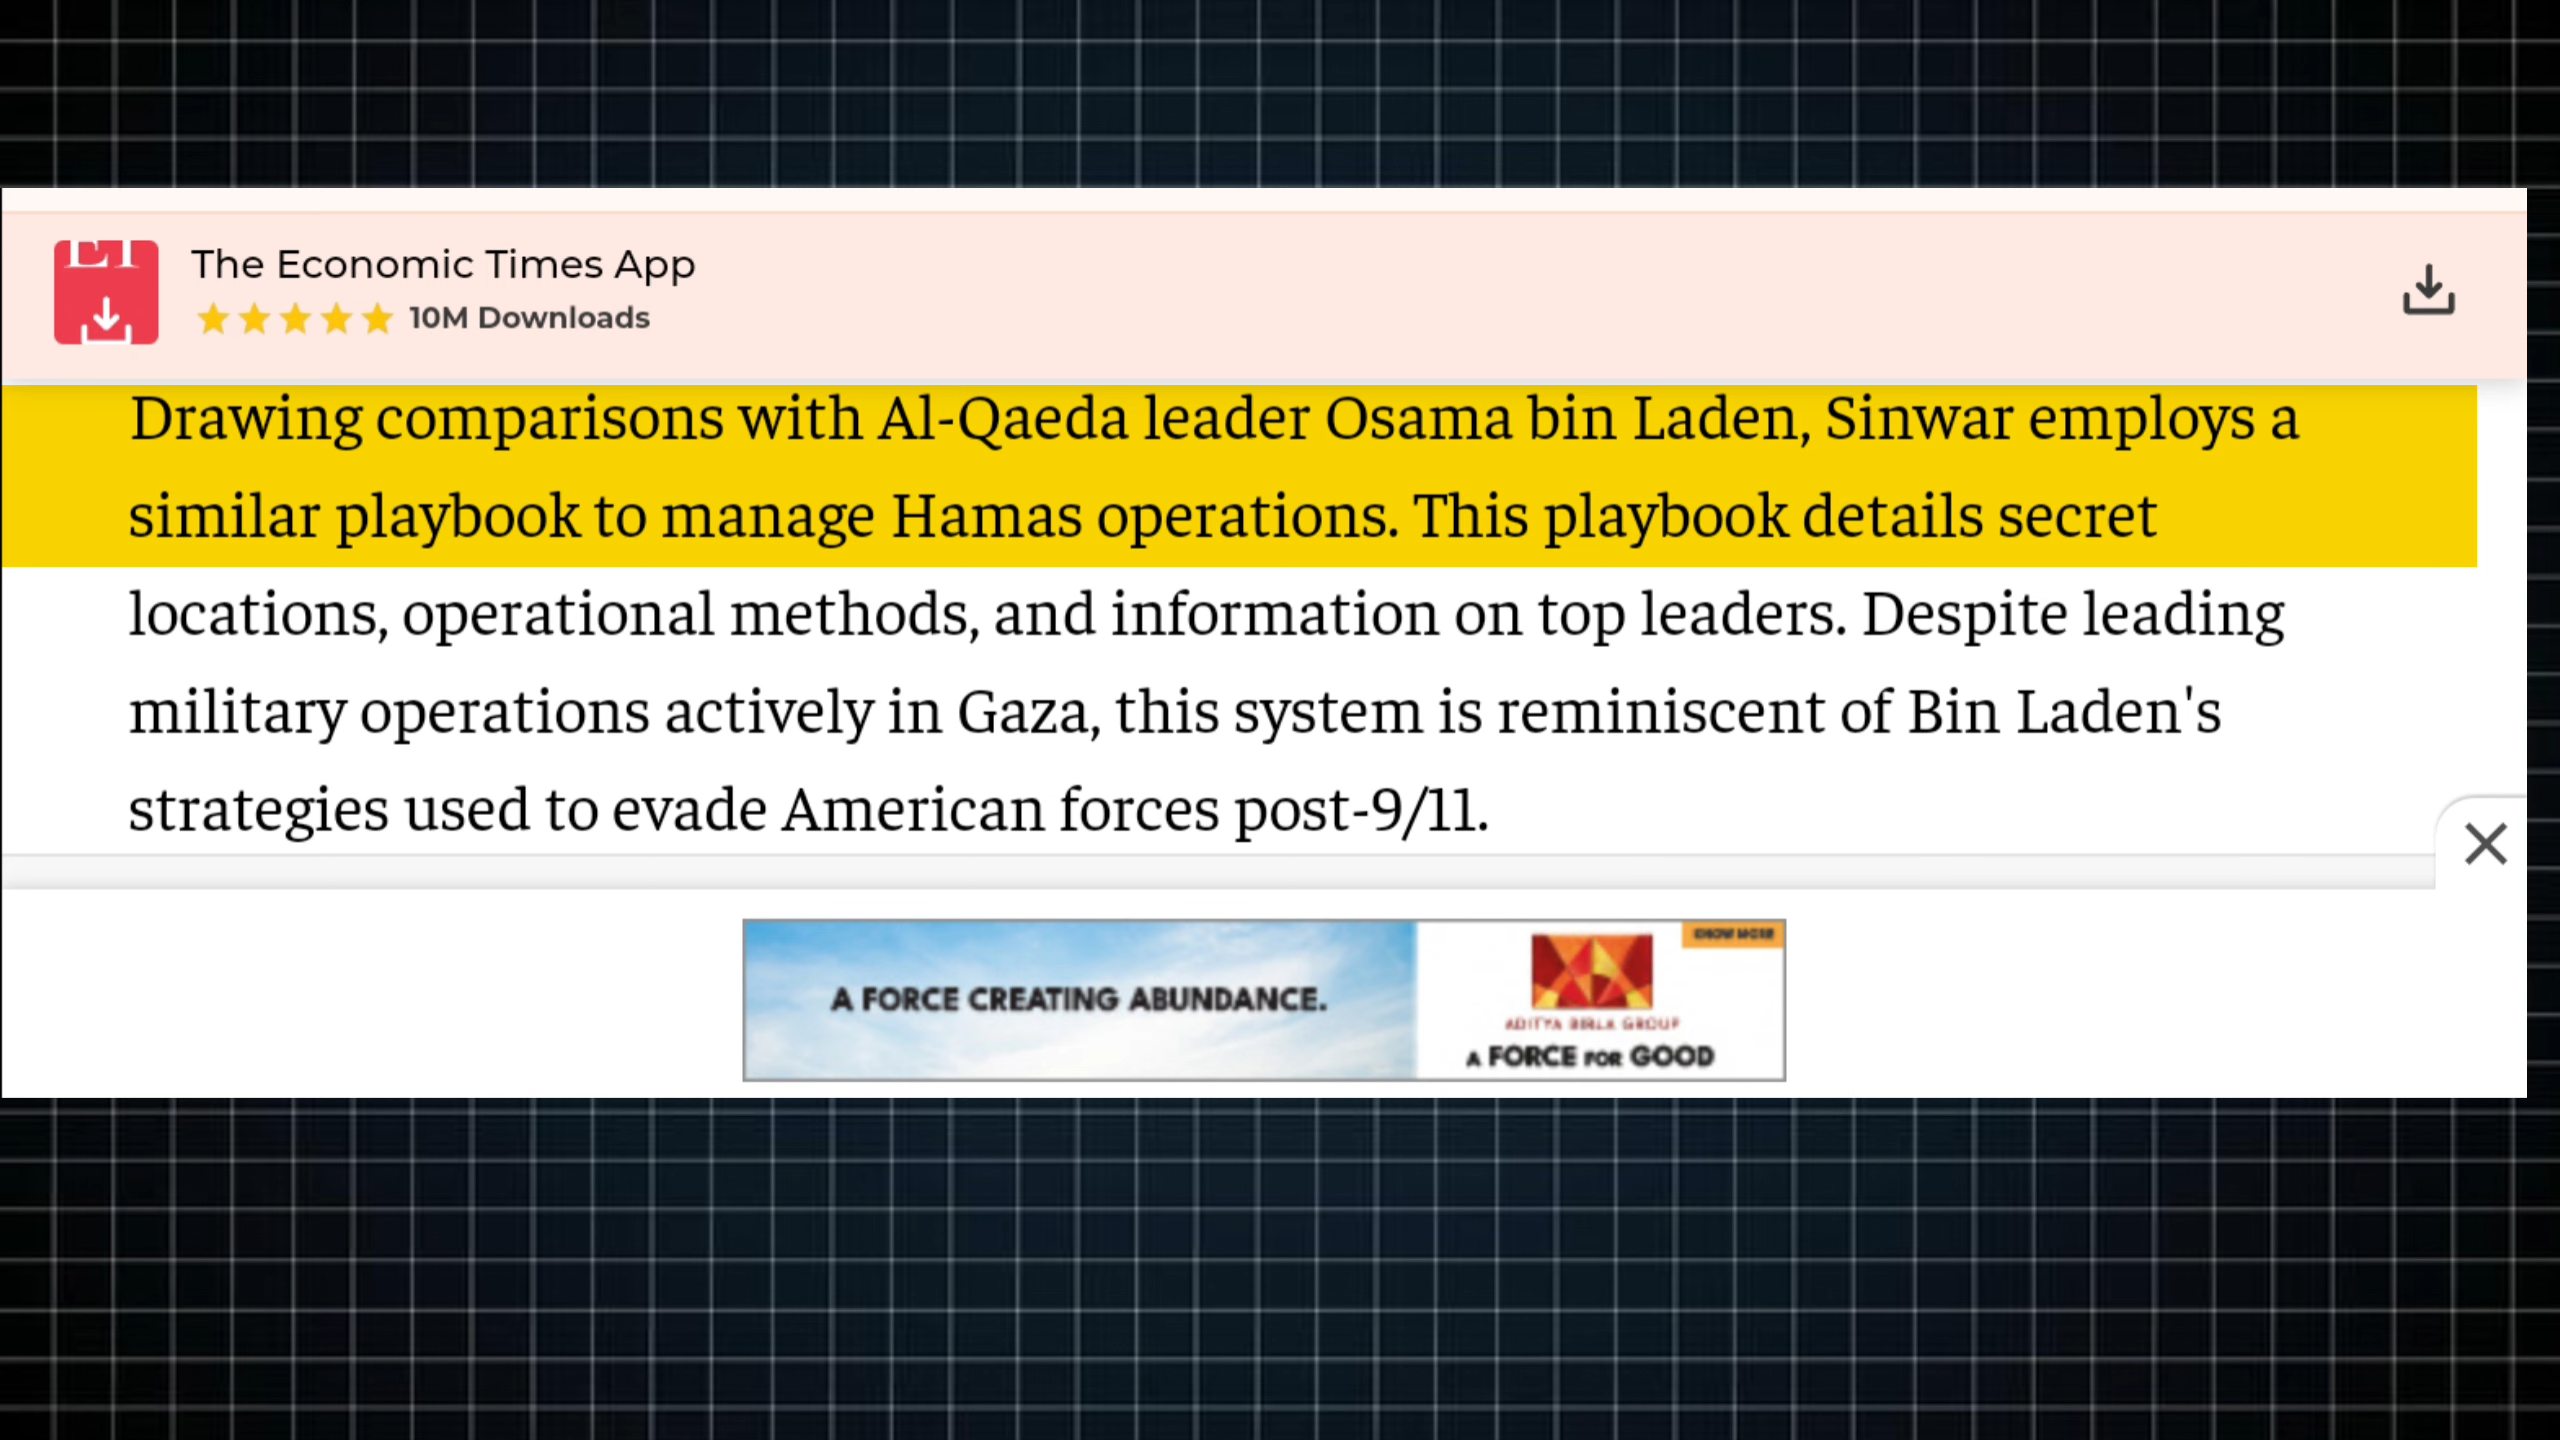 ET
The Economic Times App
10M Downloads
Drawing comparisons with Al-Qaeda leader Osama bin Laden, Sinwar employs a
similar playbook to manage Hamas operations. This playbook details secret
locations, operational methods, and information on top leaders. Despite leading
military operations actively in Gaza, this system is reminiscent of Bin Laden's
strategies used to evade American forces post-9/11.
KNOW MORE
A FORCE CREATING ABUNDANCE.
ADITYA BIRLA GROUP
A FORCE FOR GOOD